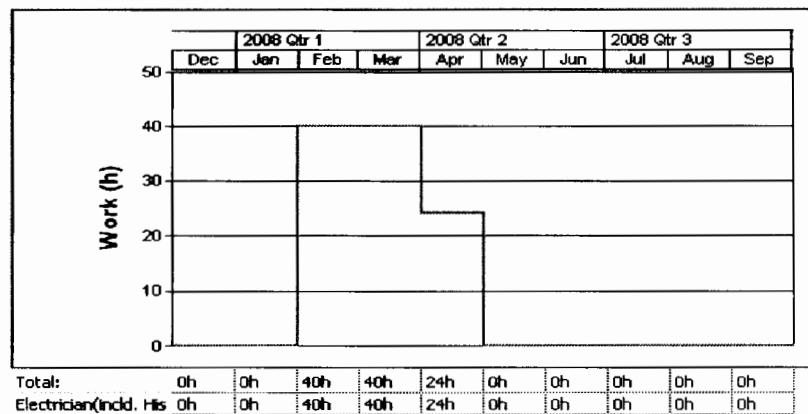 2008 Qtr 1 2008 Qtr 2 2008 Qtr 3
Dec Jan Feb Mar Apr May Jun Jul Aug Sep
50
40
30
20
10
0
Work (h)
Total: 0h 0h 40h 40h 24h 0h 0h 0h 0h 0h
Electrician(incld. His 0h 0h 40h 40h 24h 0h 0h 0h 0h 0h